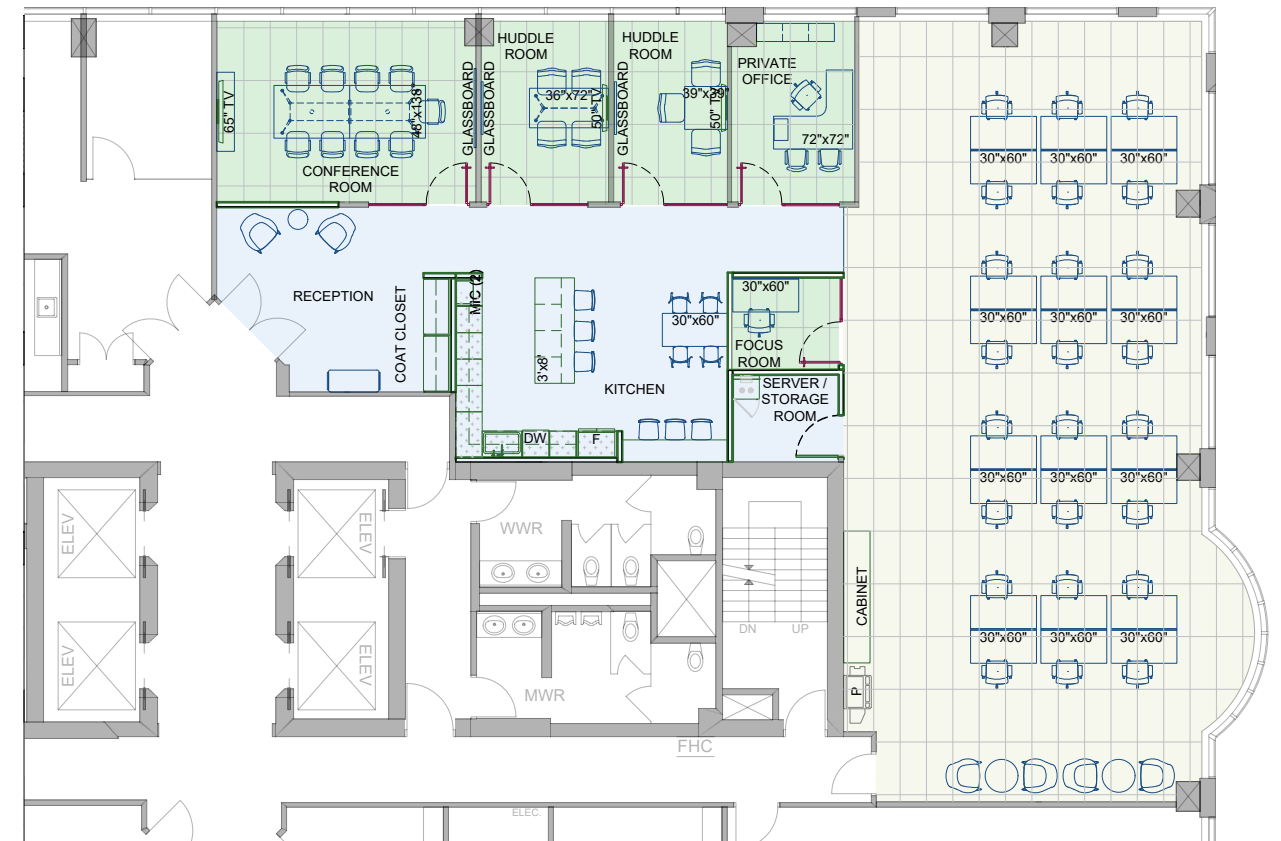 HUDDLE
ROOM
HUDDLE
ROOM
PRIVATE
OFFICE
65" TV
48"x138"
GLASSBOARD
GLASSBOARD
36"x72"
50" TV
GLASSBOARD
39"x39"
50" TV
72"x72"
CONFERENCE
ROOM
30"x60"
30"x60"
30"x60"
RECEPTION
COAT CLOSET
MIC (2)
3'x8'
30"x60"
KITCHEN
30"x60"
FOCUS
ROOM
SERVER /
STORAGE
ROOM
30"x60"
30"x60"
30"x60"
DW
F
30"x60"
30"x60"
30"x60"
ELEV
ELEV
WWR
CABINET
DN
UP
30"x60"
30"x60"
30"x60"
ELEV
ELEV
MWR
P
FHC
ELEC.